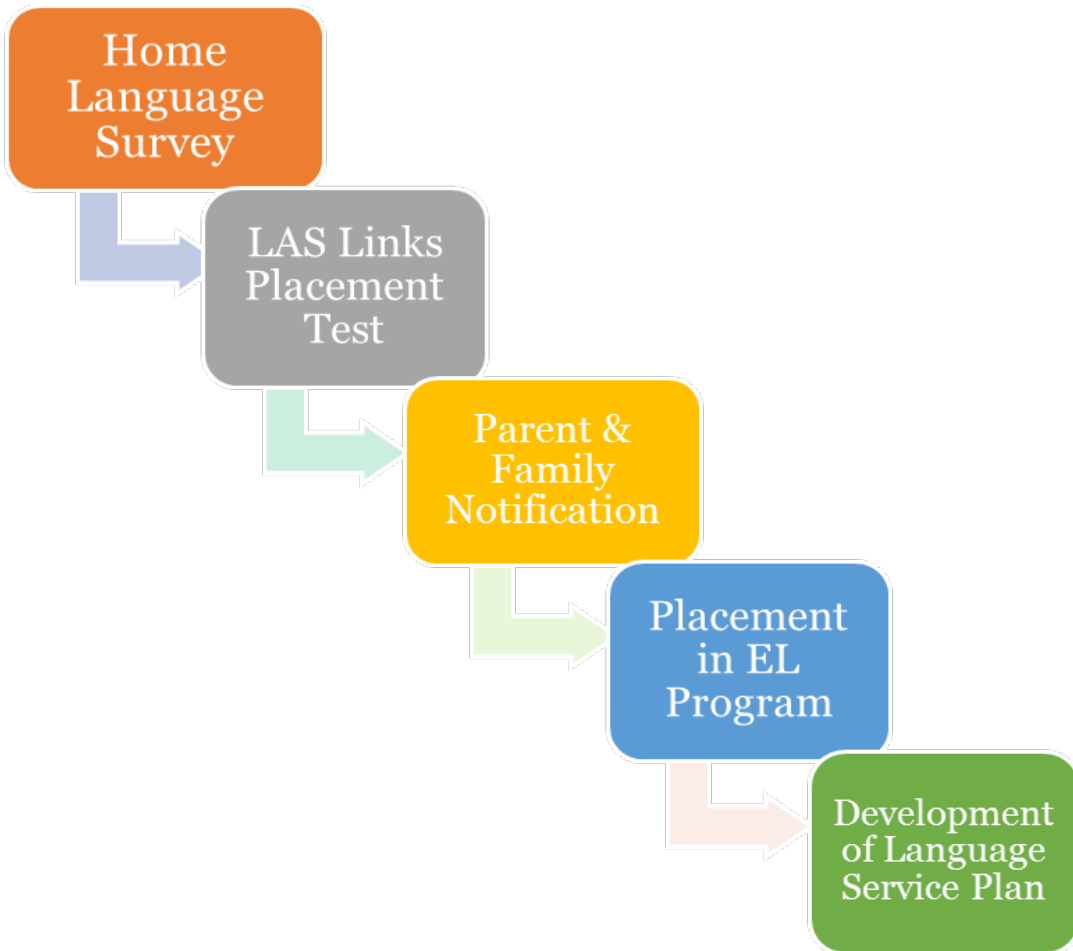 Home
Language
Survey
LAS Links
Placement
Test
Parent &
Family
Notification
Placement
in EL
Program
Development
of Language
Service Plan